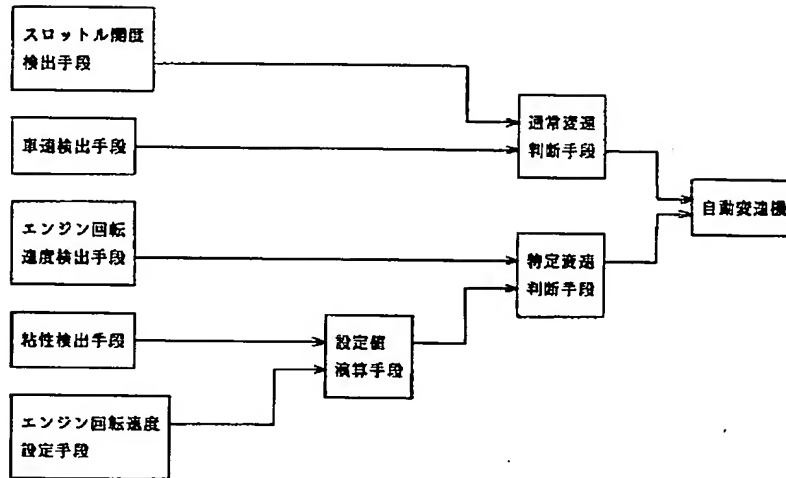 スロットル開度
検出手段
車速検出手段
エンジン回転
速度検出手段
粘性検出手段
エンジン回転速度
設定手段
設定値
演算手段
通常変速
判断手段
特定変速
判断手段
自動変速機